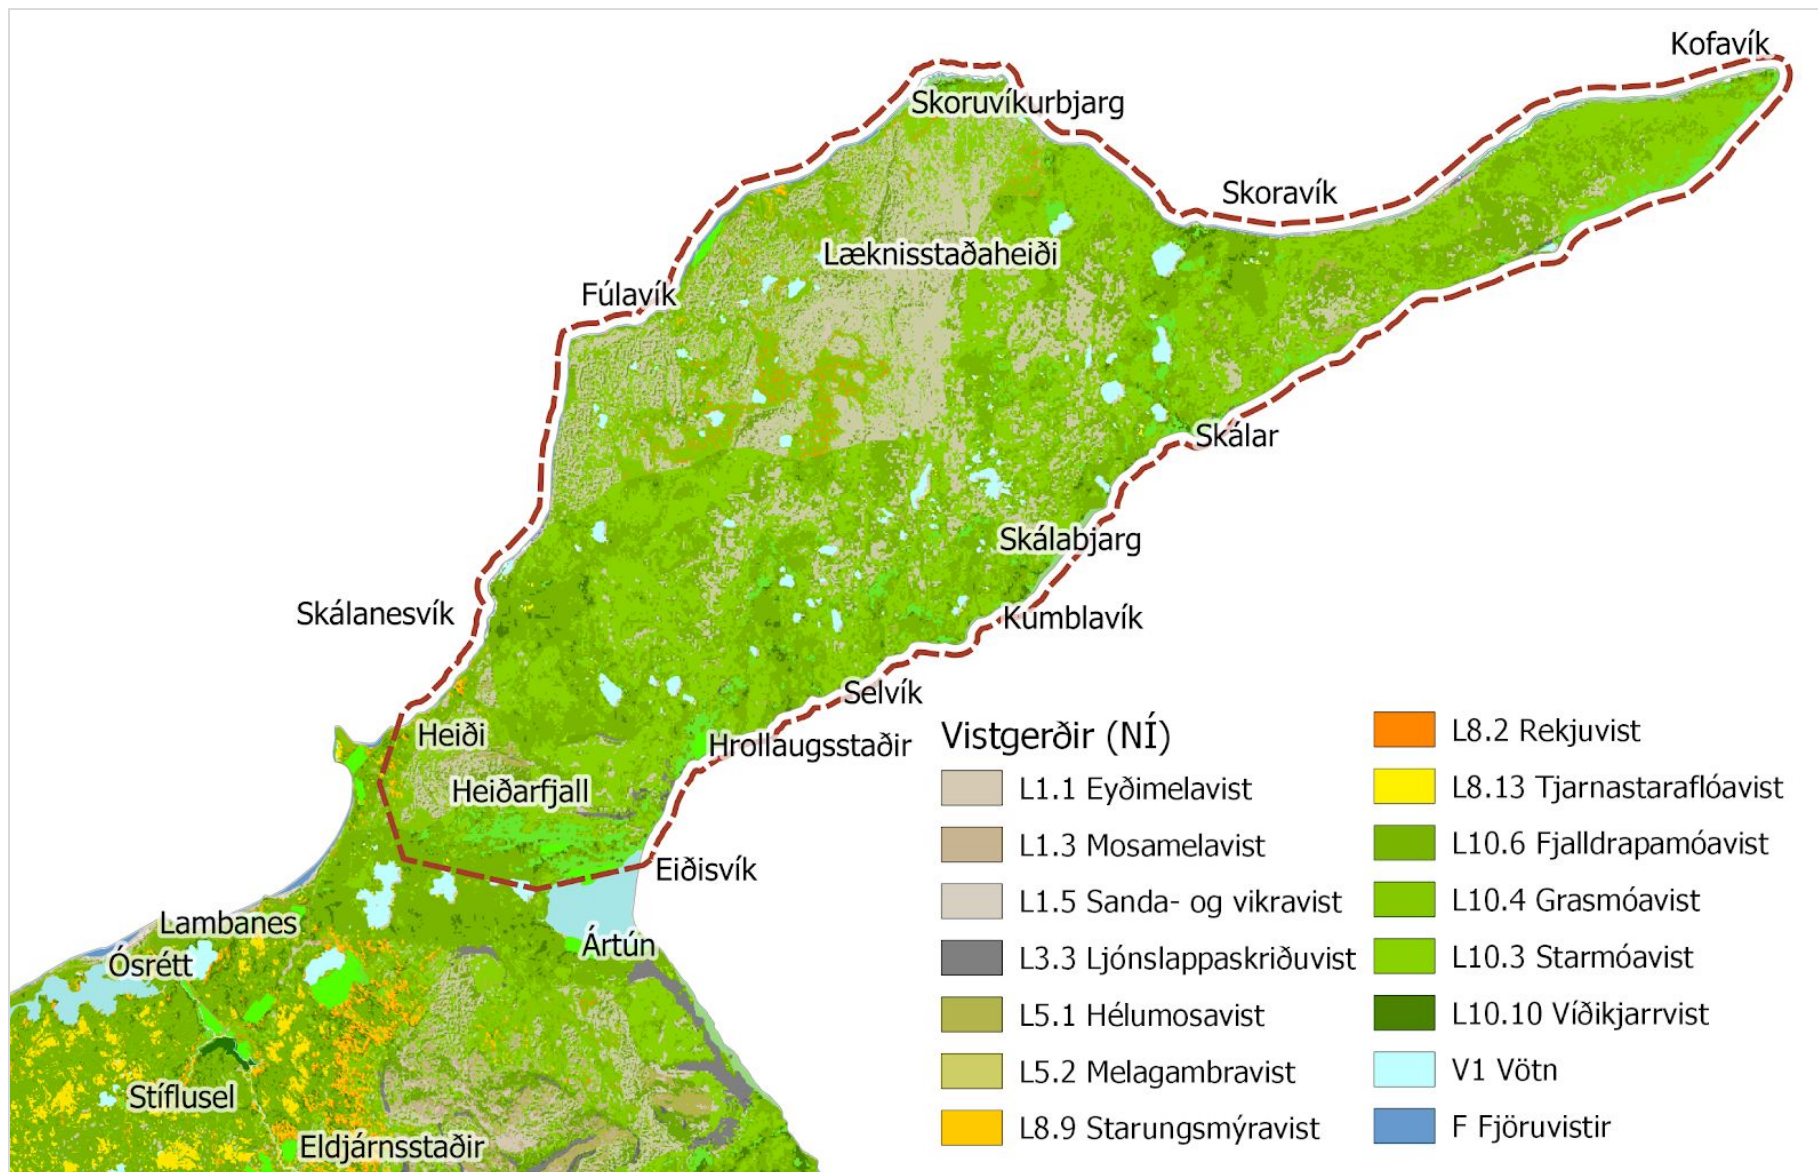 Kofavík
Skoruvíkurbjarg
Skoravík
Læknisstaðaheiði
Fúlavík
Skálar
Skálabjarg
Skálanesvík
Kumblavík
Selvík
Heiði
Hrollaugsstaðir
Heiðarfjall
Eiðisvík
Lambanes
Ártún
Ósrétt
Stíflusel
Eldjárnsstaðir
Vistgerðir (NÍ)
L1.1 Eyðimelavist
L1.3 Mosamelavist
L1.5 Sanda- og vikravist
L3.3 Ljónslappaskriðuvist
L5.1 Hélumosavist
L5.2 Melagambravist
L8.9 Starungsmýravist
L8.2 Rekjuvist
L8.13 Tjarnastaraflóavist
L10.6 Fjalldrapamóavist
L10.4 Grasmóavist
L10.3 Starmóavist
L10.10 Víðikjarrvist
V1 Vötn
F Fjöruvistir